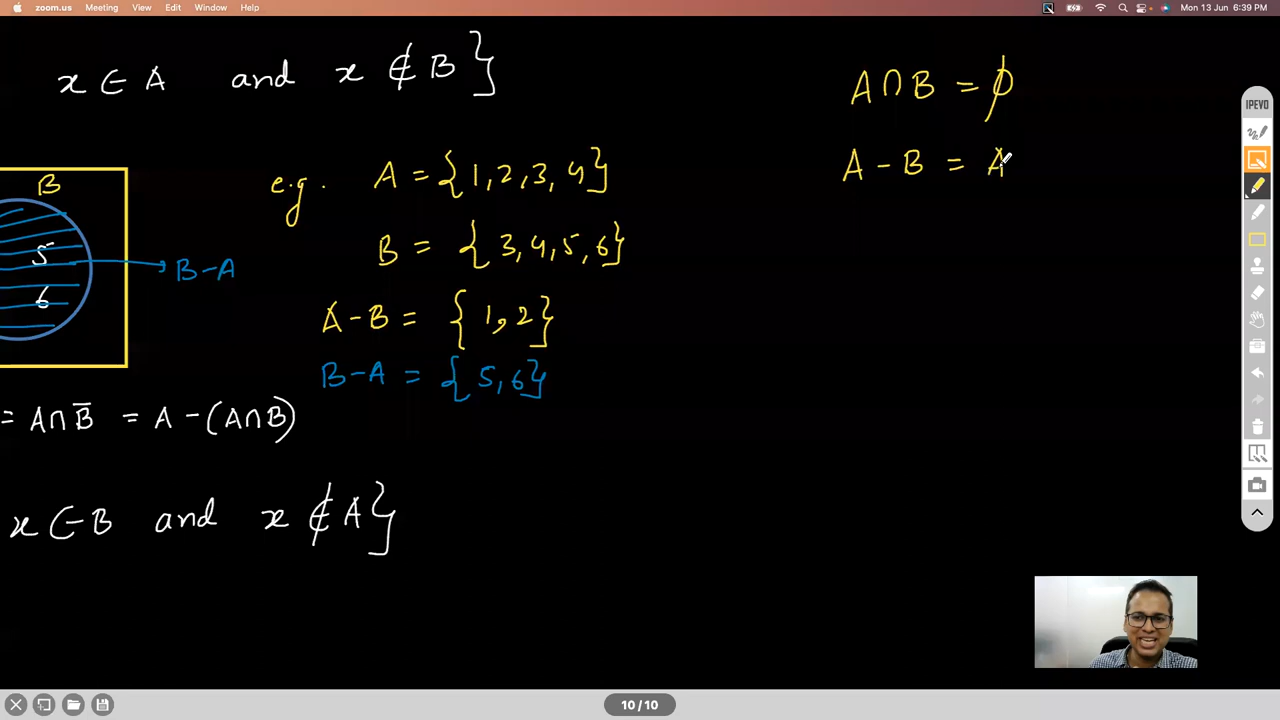 zoom.us Meeting View Edit Window Help Mon 13 Jun 6:39 PM
x ∈ A and x ∉ B}
A ∩ B = ∅
A - B = A
IPEVO
B
e.g. A = {1, 2, 3, 4}
5
B = {3, 4, 5, 6}
B - A
6
A - B = {1, 2}
B - A = {5, 6}
= A ∩ B̅ = A - (A ∩ B)
x ∈ B and x ∉ A}
10 / 10